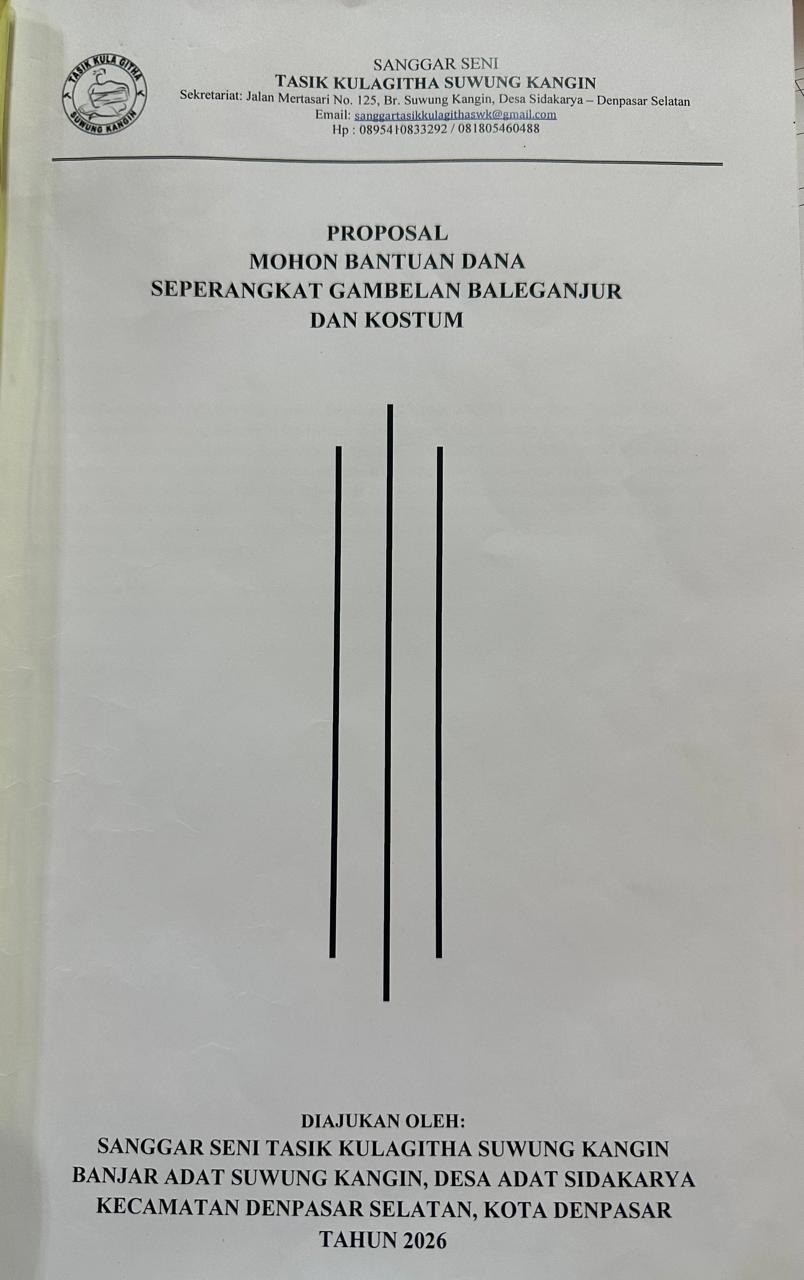 TASIK KULA GITHA
SUWUNG KANGIN
SANGGAR SENI
TASIK KULAGITHA SUWUNG KANGIN
Sekretariat: Jalan Mertasari No. 125, Br. Suwung Kangin, Desa Sidakarya – Denpasar Selatan
Email: sanggartasikkulagithaswk@gmail.com
Hp : 0895410833292 / 081805460488
PROPOSAL
MOHON BANTUAN DANA
SEPERANGKAT GAMBELAN BALEGANJUR
DAN KOSTUM
DIAJUKAN OLEH:
SANGGAR SENI TASIK KULAGITHA SUWUNG KANGIN
BANJAR ADAT SUWUNG KANGIN, DESA ADAT SIDAKARYA
KECAMATAN DENPASAR SELATAN, KOTA DENPASAR
TAHUN 2026